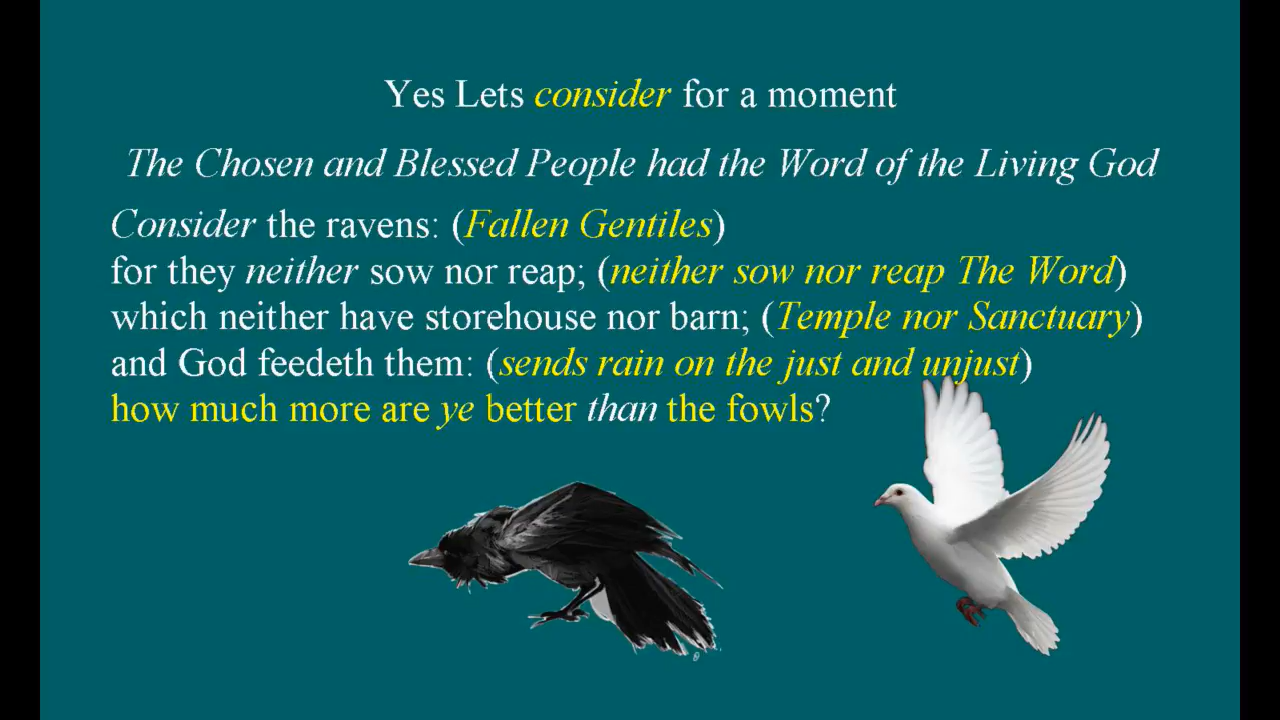 Yes Lets consider for a moment
The Chosen and Blessed People had the Word of the Living God
Consider the ravens: (Fallen Gentiles)
for they neither sow nor reap; (neither sow nor reap The Word)
which neither have storehouse nor barn; (Temple nor Sanctuary)
and God feedeth them: (sends rain on the just and unjust)
how much more are ye better than the fowls?